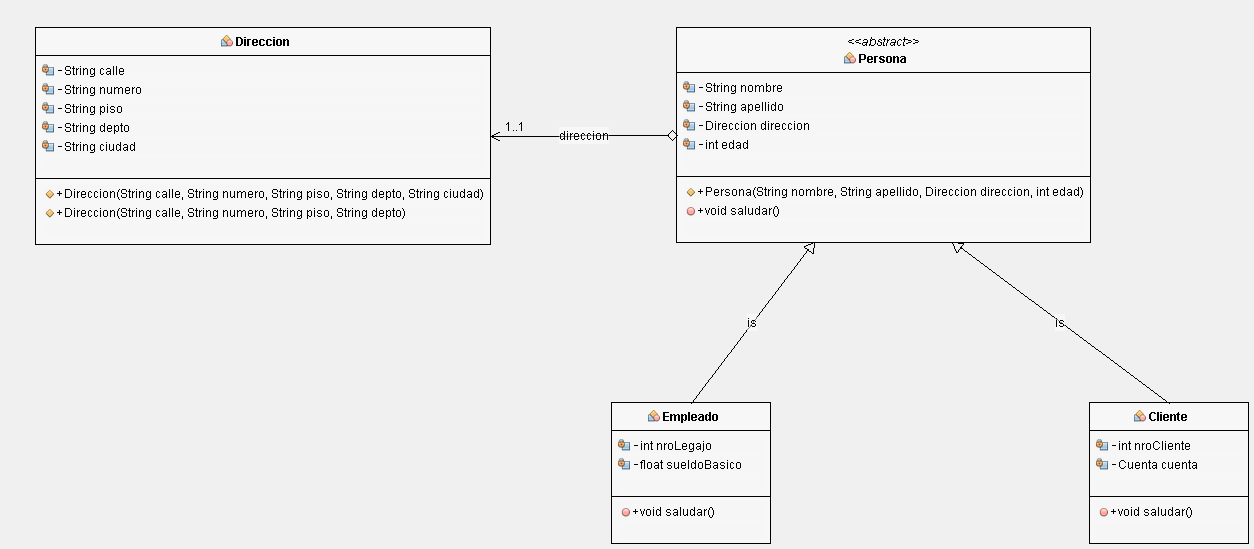 Direccion
-String calle
-String numero
-String piso
-String depto
-String ciudad
+Direccion(String calle, String numero, String piso, String depto, String ciudad)
+Direccion(String calle, String numero, String piso, String depto)
1..1
direccion
<<abstract>>
Persona
-String nombre
-String apellido
-Direccion direccion
-int edad
+Persona(String nombre, String apellido, Direccion direccion, int edad)
+void saludar()
is
is
Empleado
-int nroLegajo
-float sueldoBasico
+void saludar()
Cliente
-int nroCliente
-Cuenta cuenta
+void saludar()